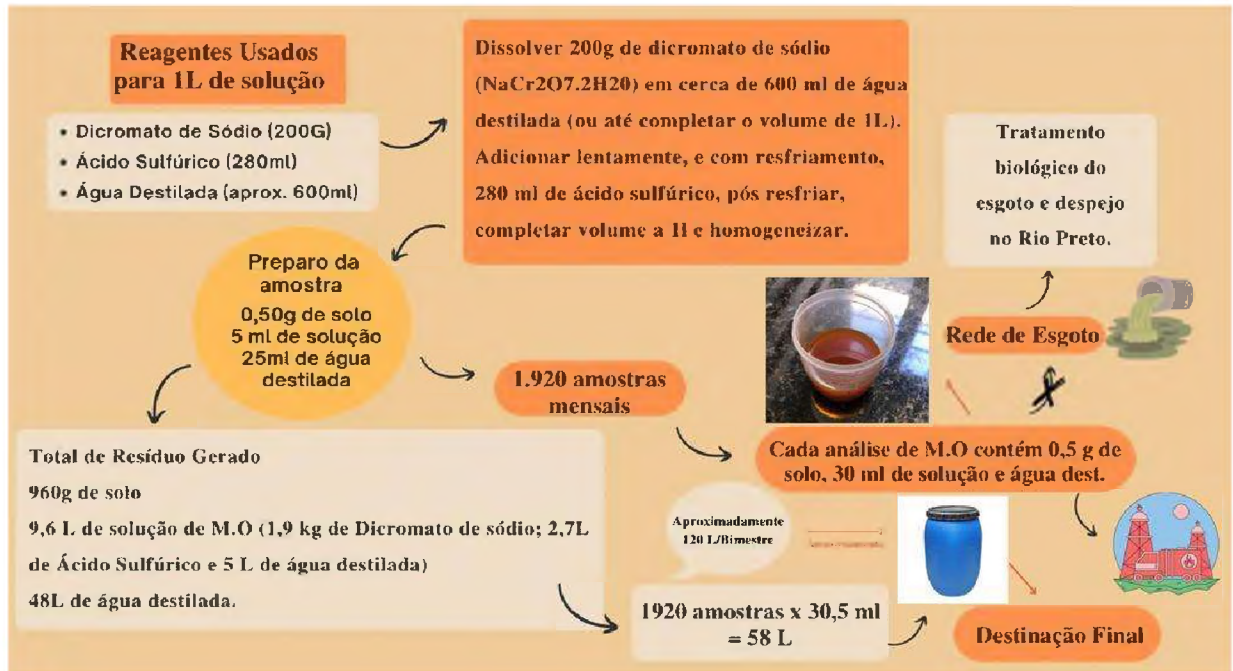 Reagentes Usados
para 1L de solução
• Dicromato de Sódio (200G)
• Ácido Sulfúrico (280ml)
• Água Destilada (aprox. 600ml)
Dissolver 200g de dicromato de sódio
(NaCr2O7.2H20) em cerca de 600 ml de água
destilada (ou até completar o volume de 1L).
Adicionar lentamente, e com resfriamento,
280 ml de ácido sulfúrico, pós resfriar,
completar volume a 1l e homogeneizar.
Preparo da
amostra
0,50g de solo
5 ml de solução
25ml de água
destilada
1.920 amostras
mensais
Total de Resíduo Gerado
960g de solo
9,6 L de solução de M.O (1,9 kg de Dicromato de sódio; 2,7L
de Ácido Sulfúrico e 5 L de água destilada)
48L de água destilada.
1920 amostras x 30,5 ml
= 58 L
Aproximadamente
120 L/Bimestre
Cada análise de M.O contém 0,5 g de
solo, 30 ml de solução e água dest.
Rede de Esgoto
Tratamento
biológico do
esgoto e despejo
no Rio Preto.
Destinação Final